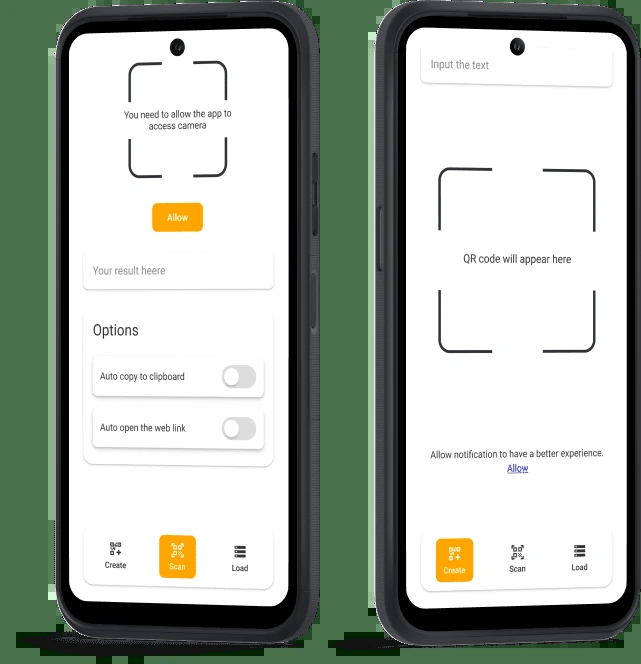 You need to allow the app to
access camera
Allow
Your result heere
Options
Auto copy to clipboard
Auto open the web link
Create
Scan
Load
Input the text
QR code will appear here
Allow notification to have a better experience.
Allow
Create
Scan
Load